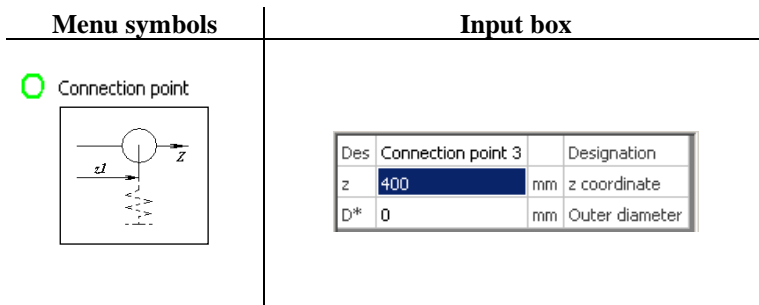 Menu symbols Input box
Connection point
Z
z1
Des Connection point 3 Designation
z 400 mm z coordinate
D* 0 mm Outer diameter